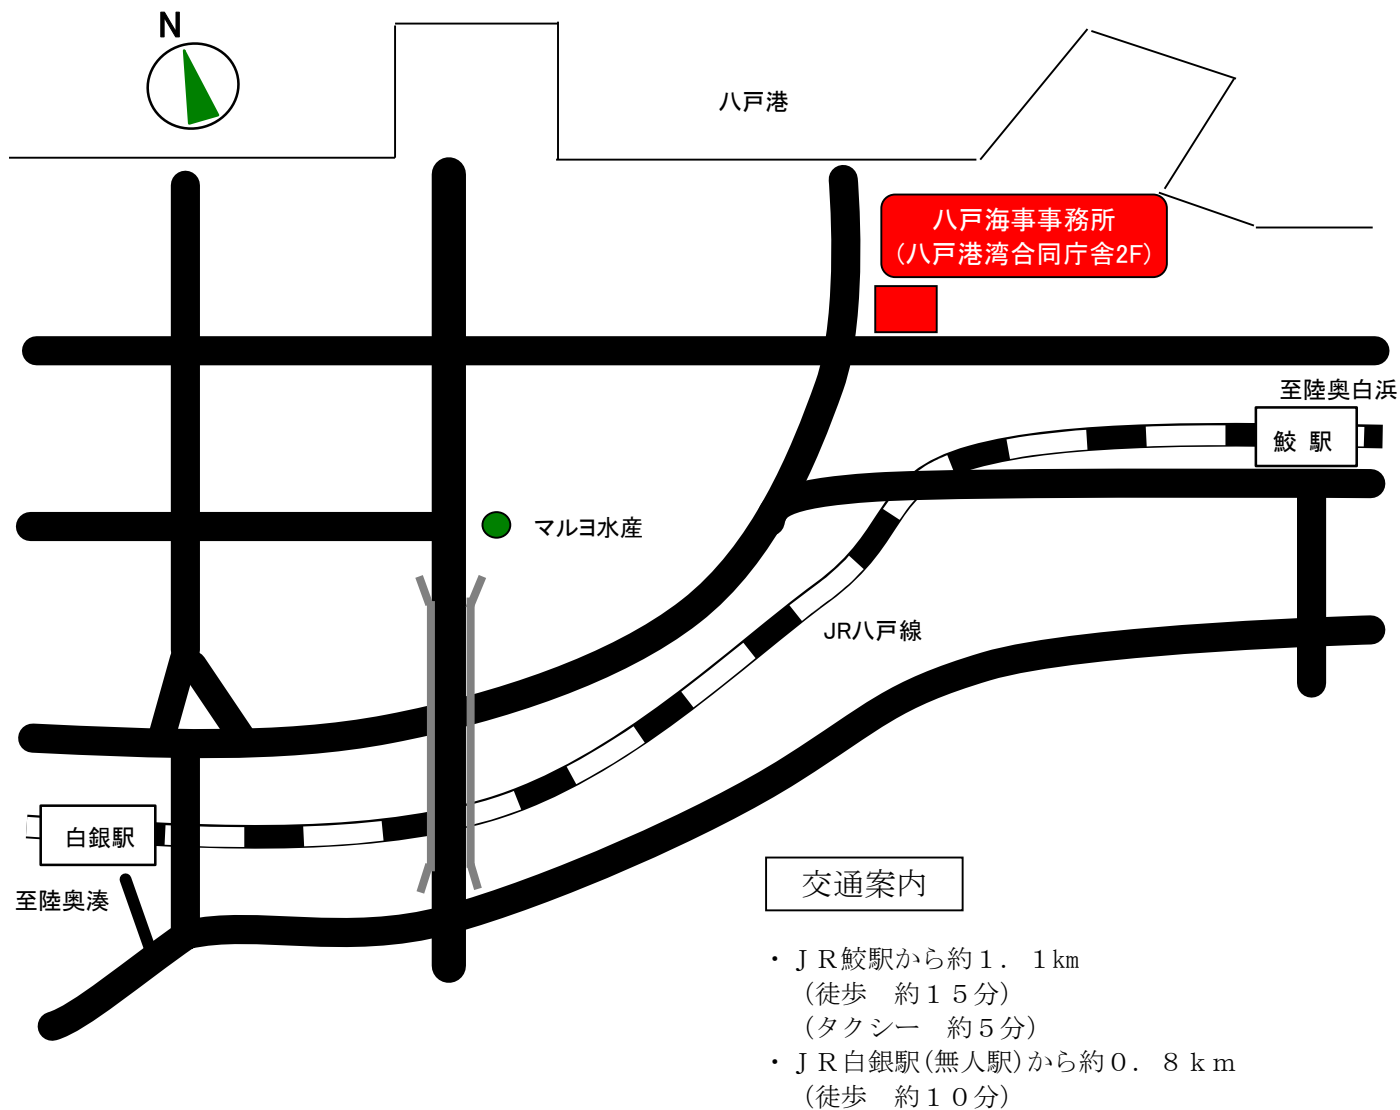 N
八戸港
八戸海事事務所
(八戸港湾合同庁舎2F)
至陸奥白浜
鮫 駅
マルヨ水産
JR八戸線
白銀駅
至陸奥湊
交通案内
・ＪＲ鮫駅から約１．１㎞
(徒歩　約１５分)
(タクシー　約５分)
・ＪＲ白銀駅(無人駅)から約０．８ｋｍ
(徒歩　約１０分)